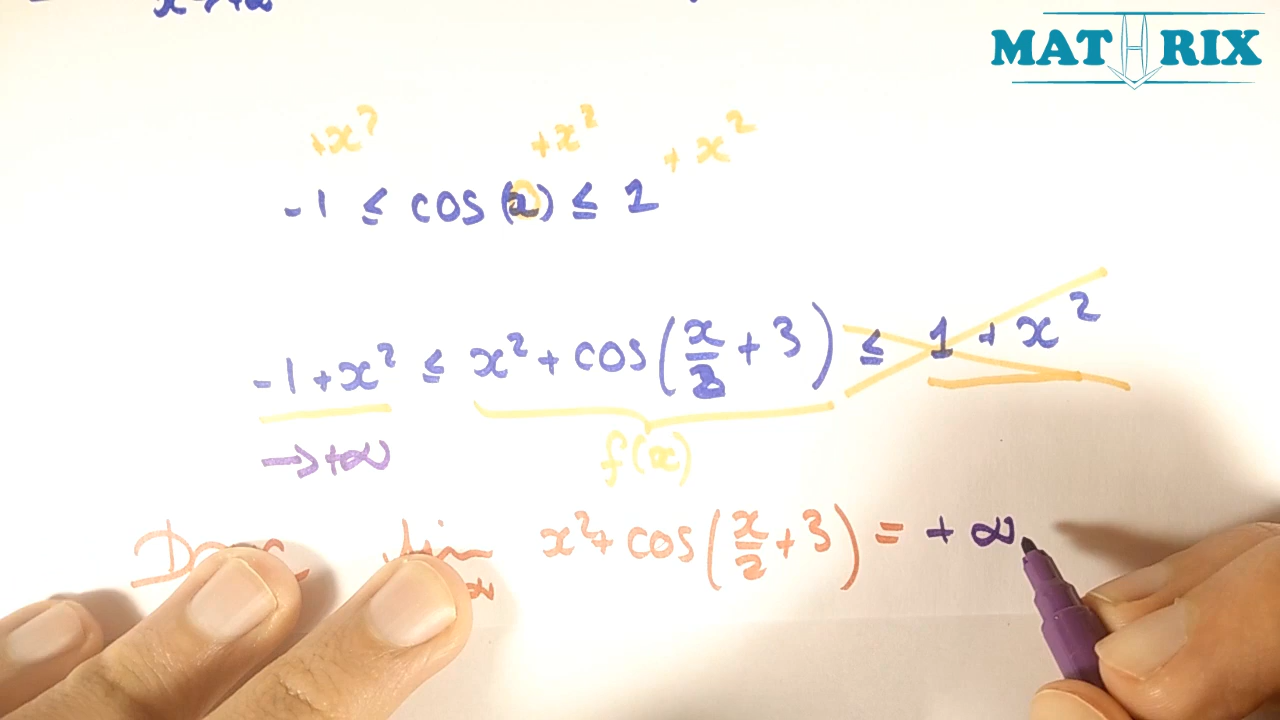 MATHRIX
x→+∞
+x² +x² + x²
-1 ≤ cos(x) ≤ 1
-1+x² ≤ x² + cos(x/2 + 3) ≤ 1 + x²
→+∞ f(x)
lim x²+ cos(x/2 + 3) = + ∞